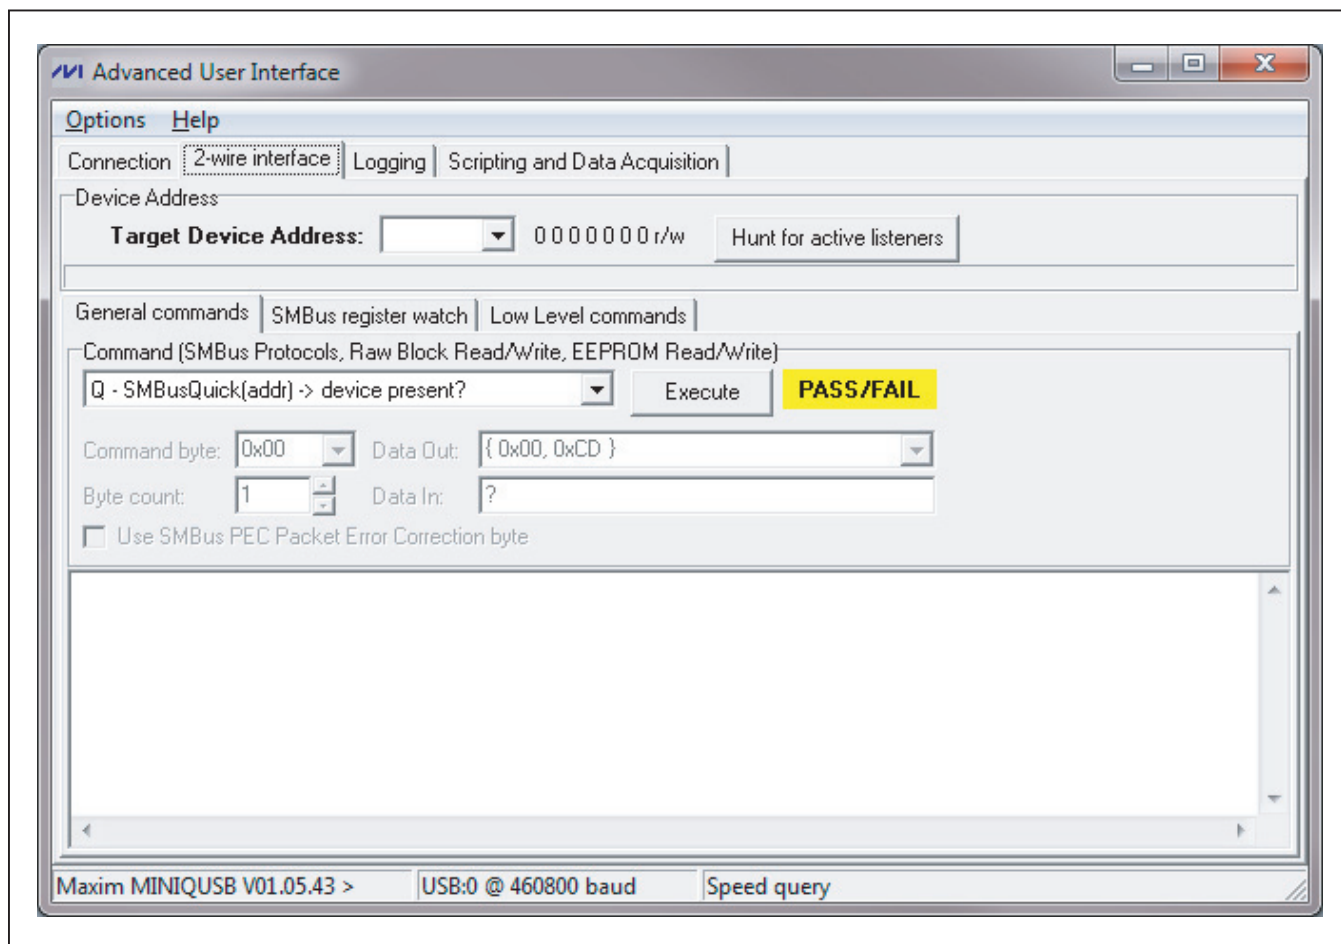 Advanced User Interface
Options Help
Connection 2-wire interface Logging Scripting and Data Acquisition
Device Address
Target Device Address: 0 0 0 0 0 0 0 r/w Hunt for active listeners
General commands SMBus register watch Low Level commands
Command (SMBus Protocols, Raw Block Read/Write, EEPROM Read/Write)
Q - SMBusQuick(addr) -> device present? Execute PASS/FAIL
Command byte: 0x00 Data Out: { 0x00, 0xCD }
Byte count: 1 Data In: ?
Use SMBus PEC Packet Error Correction byte
Maxim MINIQUSB V01.05.43 > USB:0 @ 460800 baud Speed query